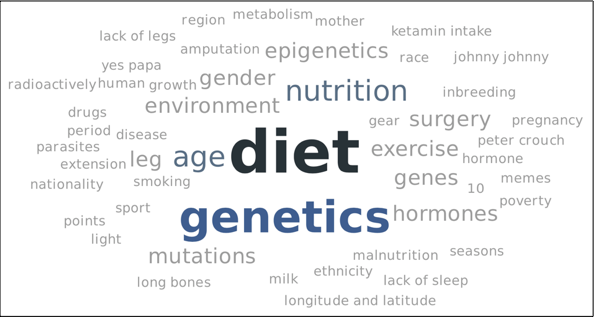 region
metabolism
mother
lack of legs
ketamin intake
amputation
epigenetics
race
johnny johnny
yes papa
radioactively
human
growth
gender
nutrition
inbreeding
environment
drugs
gear
surgery
pregnancy
period
disease
parasites
diet
exercise
peter crouch
extension
leg
age
hormone
nationality
smoking
genes
10
memes
poverty
sport
points
genetics
hormones
light
mutations
malnutrition
seasons
long bones
milk
ethnicity
lack of sleep
longitude and latitude